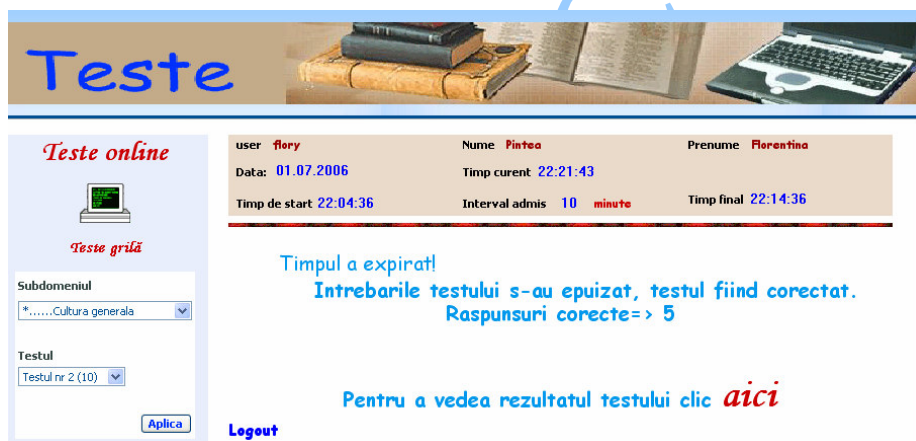 Teste
Teste online
Teste grilă
Subdomeniul
*......Cultura generala
Testul
Testul nr 2 (10)
Aplica
user flory Nume Pintea Prenume Florentina
Data: 01.07.2006 Timp curent 22:21:43
Timp de start 22:04:36 Interval admis 10 minute Timp final 22:14:36
Timpul a expirat!
Intrebarile testului s-au epuizat, testul fiind corectat.
Raspunsuri corecte=> 5
Pentru a vedea rezultatul testului clic aici
Logout